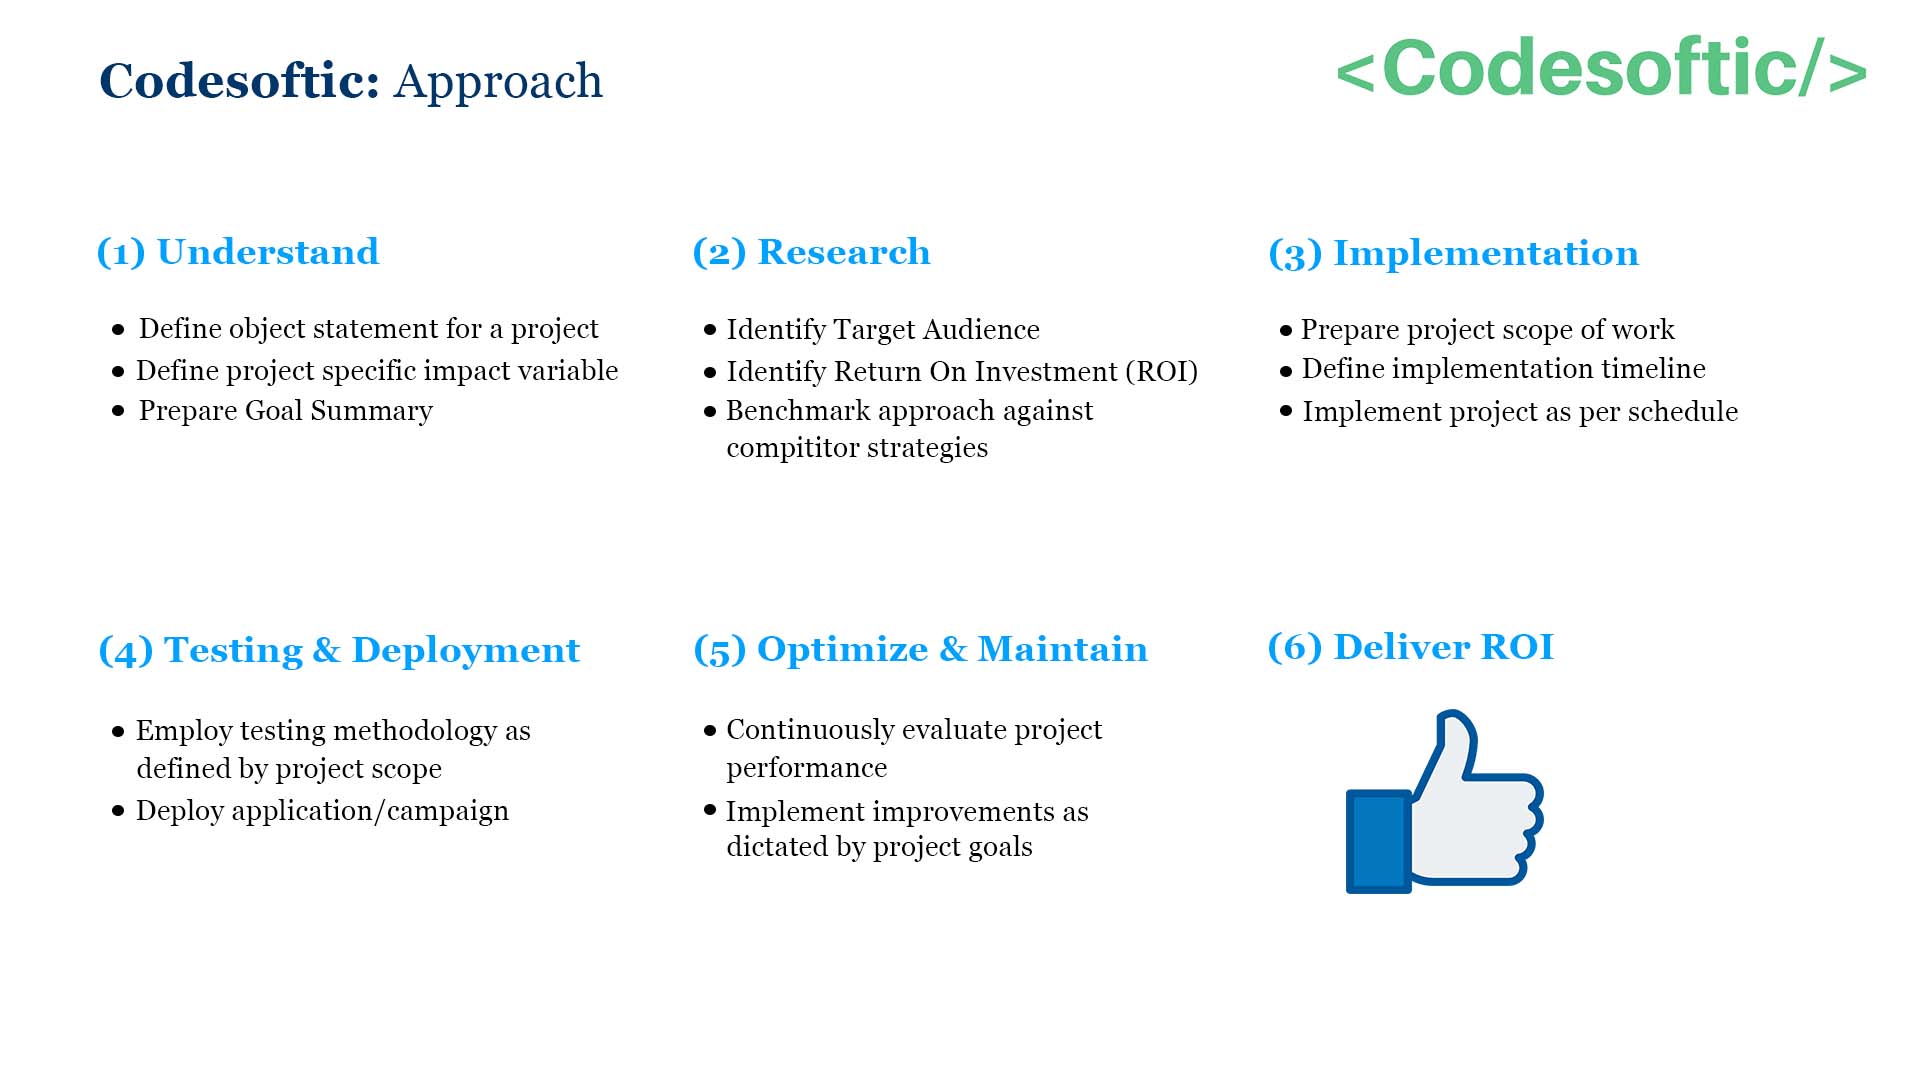 Codesoftic: Approach
<Codesoftic/>
(1) Understand
• Define object statement for a project
• Define project specific impact variable
• Prepare Goal Summary
(2) Research
• Identify Target Audience
• Identify Return On Investment (ROI)
• Benchmark approach against
compititor strategies
(3) Implementation
• Prepare project scope of work
• Define implementation timeline
• Implement project as per schedule
(4) Testing & Deployment
• Employ testing methodology as
defined by project scope
• Deploy application/campaign
(5) Optimize & Maintain
• Continuously evaluate project
performance
• Implement improvements as
dictated by project goals
(6) Deliver ROI